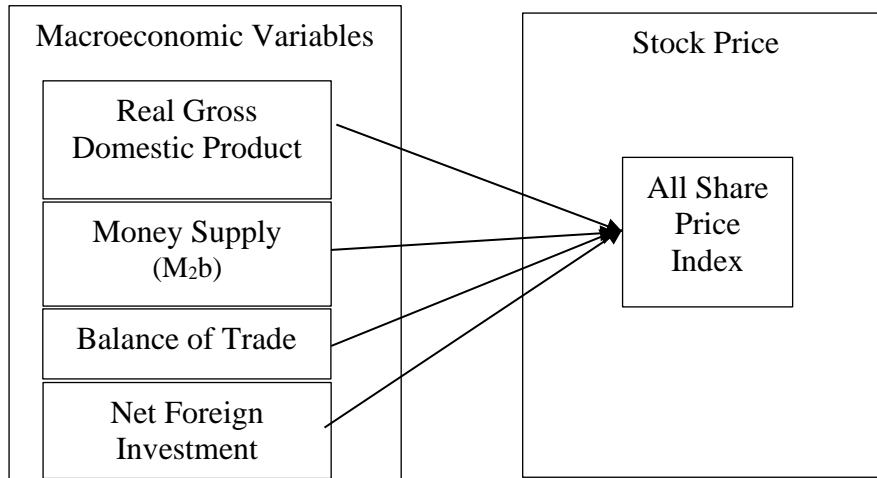 Macroeconomic Variables
Real Gross
Domestic Product
Money Supply
(M₂b)
Balance of Trade
Net Foreign
Investment
Stock Price
All Share
Price
Index